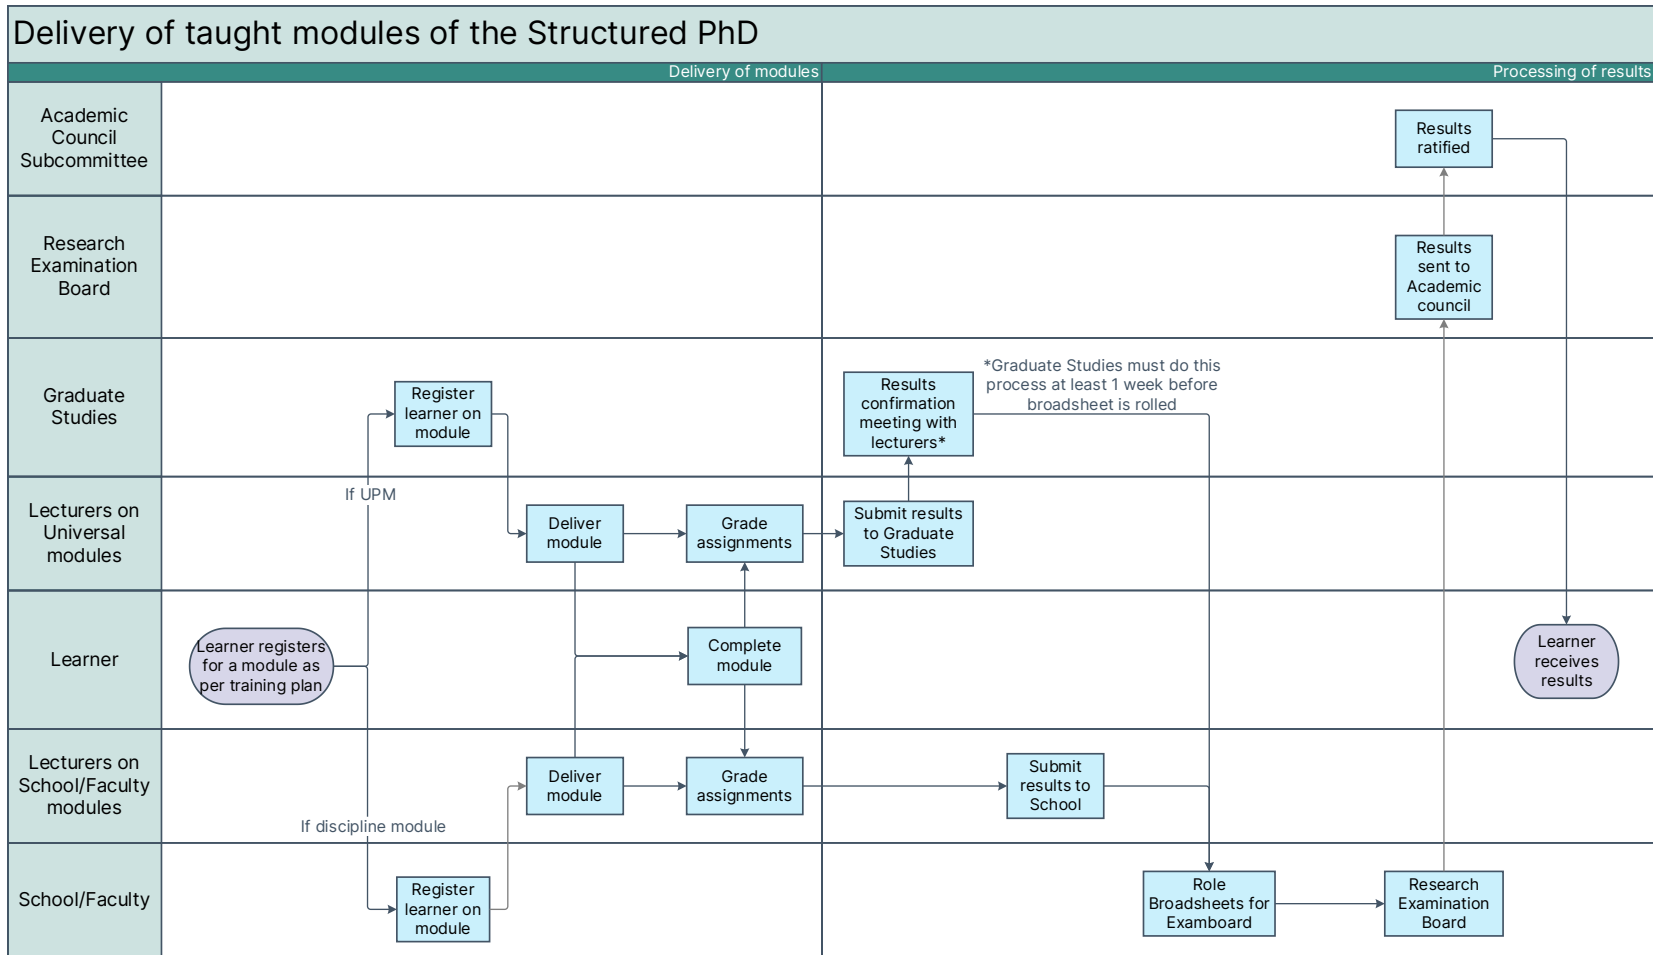 Delivery of taught modules of the Structured PhD
Delivery of modules
Processing of results
Academic
Council
Subcommittee
Results
ratified
Research
Examination
Board
Results
sent to
Academic
council
Graduate
Studies
Register
learner on
module
Results
confirmation
meeting with
lecturers*
*Graduate Studies must do this
process at least 1 week before
broadsheet is rolled
If UPM
Lecturers on
Universal
modules
Deliver
module
Grade
assignments
Submit results
to Graduate
Studies
Learner
Learner registers
for a module as
per training plan
Complete
module
Learner
receives
results
Lecturers on
School/Faculty
modules
Deliver
module
Grade
assignments
Submit
results to
School
If discipline module
School/Faculty
Register
learner on
module
Role
Broadsheets for
Examboard
Research
Examination
Board